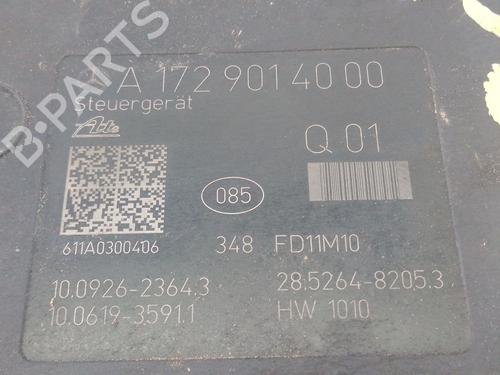 A 172 901 40 00
Steuergerät
Ate
Q 01
085
611A0300406
348 FD11M10
10.0926-2364.3
28.5264-8205.3
10.0619-3591.1
HW 1010
B-PARTS